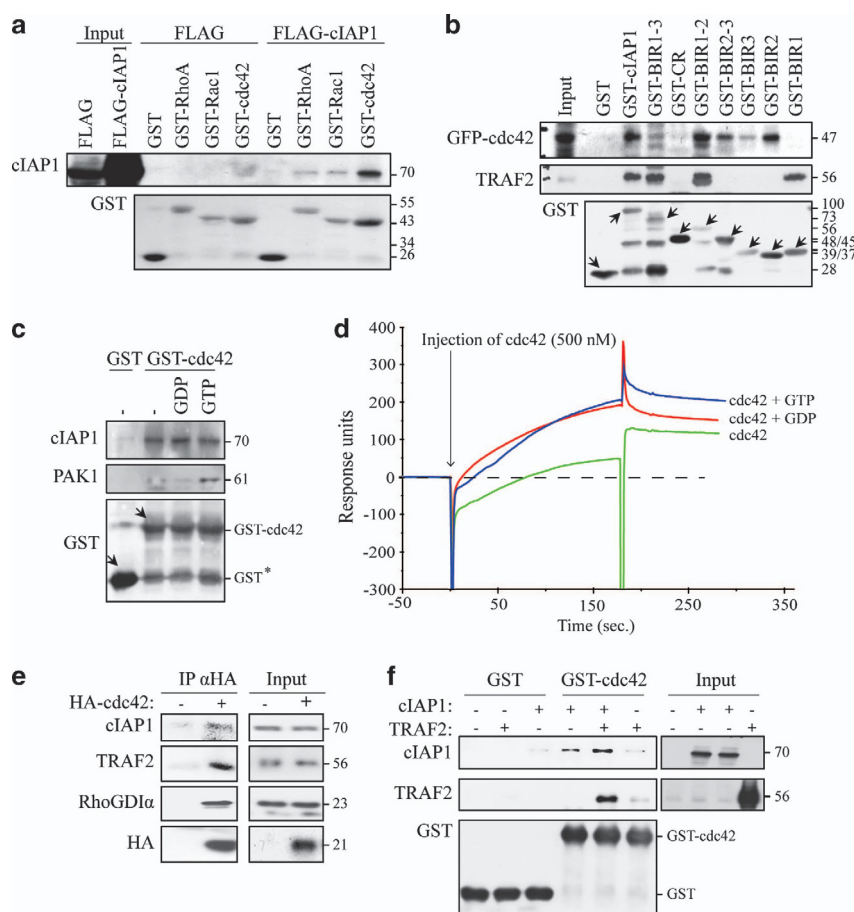 a
Input FLAG FLAG-cIAP1
FLAG FLAG-cIAP1 GST GST-RhoA GST-Rac1 GST-cdc42 GST GST-RhoA GST-Rac1 GST-cdc42
cIAP1 70
GST 55
43
34
26
b
Input GST GST-cIAP1 GST-BIR1-3 GST-CR GST-BIR1-2 GST-BIR2-3 GST-BIR3 GST-BIR2 GST-BIR1
GFP-cdc42 47
TRAF2 56
GST 100
73
56
48/45
39/37
28
c
GST GST-cdc42
- - GDP GTP
cIAP1 70
PAK1 61
GST GST-cdc42
GST*
d
Injection of cdc42 (500 nM)
Response units
400
300
200
100
0
-100
-200
-300
-50 50 150 250 350
Time (sec.)
cdc42 + GTP
cdc42 + GDP
cdc42
e
IP αHA Input
HA-cdc42: - + - +
cIAP1 70
TRAF2 56
RhoGDIα 23
HA 21
f
GST GST-cdc42 Input
cIAP1: - - + + + - - + + -
TRAF2: - + - - + + - - - +
cIAP1 70
TRAF2 56
GST GST-cdc42
GST